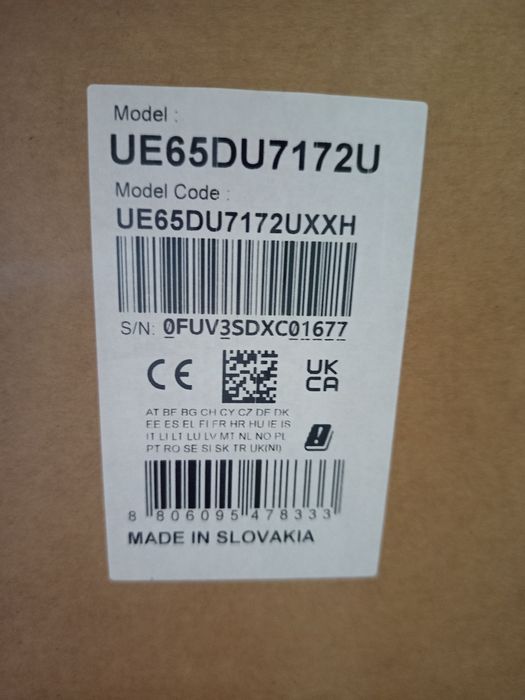 Model :
UE65DU7172U
Model Code :
UE65DU7172UXXH
S/N: 0FUV3SDXC01677
CE
UK
CA
AT BE BG CH CY CZ DE DK
EE ES EL FI FR HR HU IE IS
IT LI LT LU LV MT NL NO PL
PT RO SE SI SK TR UK(NI)
8 806095 478333
MADE IN SLOVAKIA